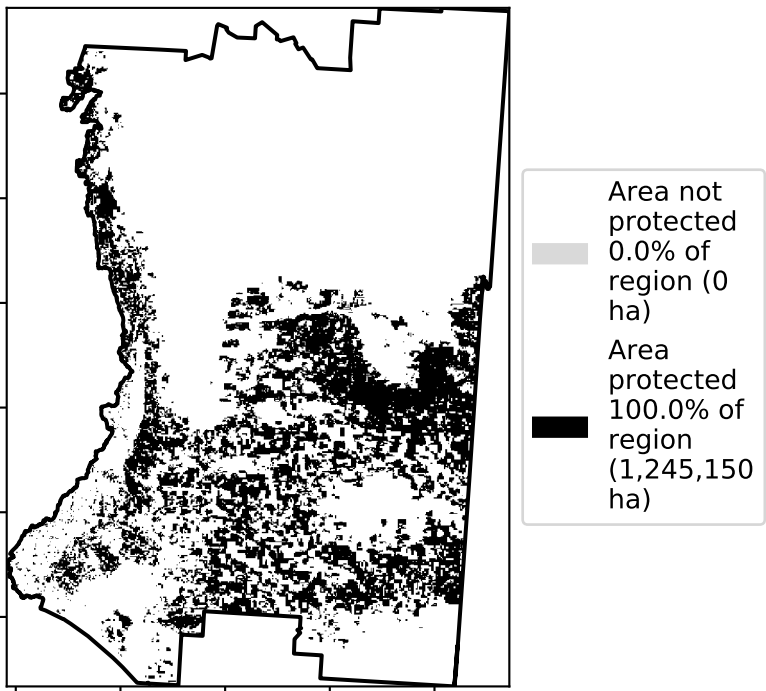 Area not
protected
0.0% of
region (0
ha)
Area
protected
100.0% of
region
(1,245,150
ha)